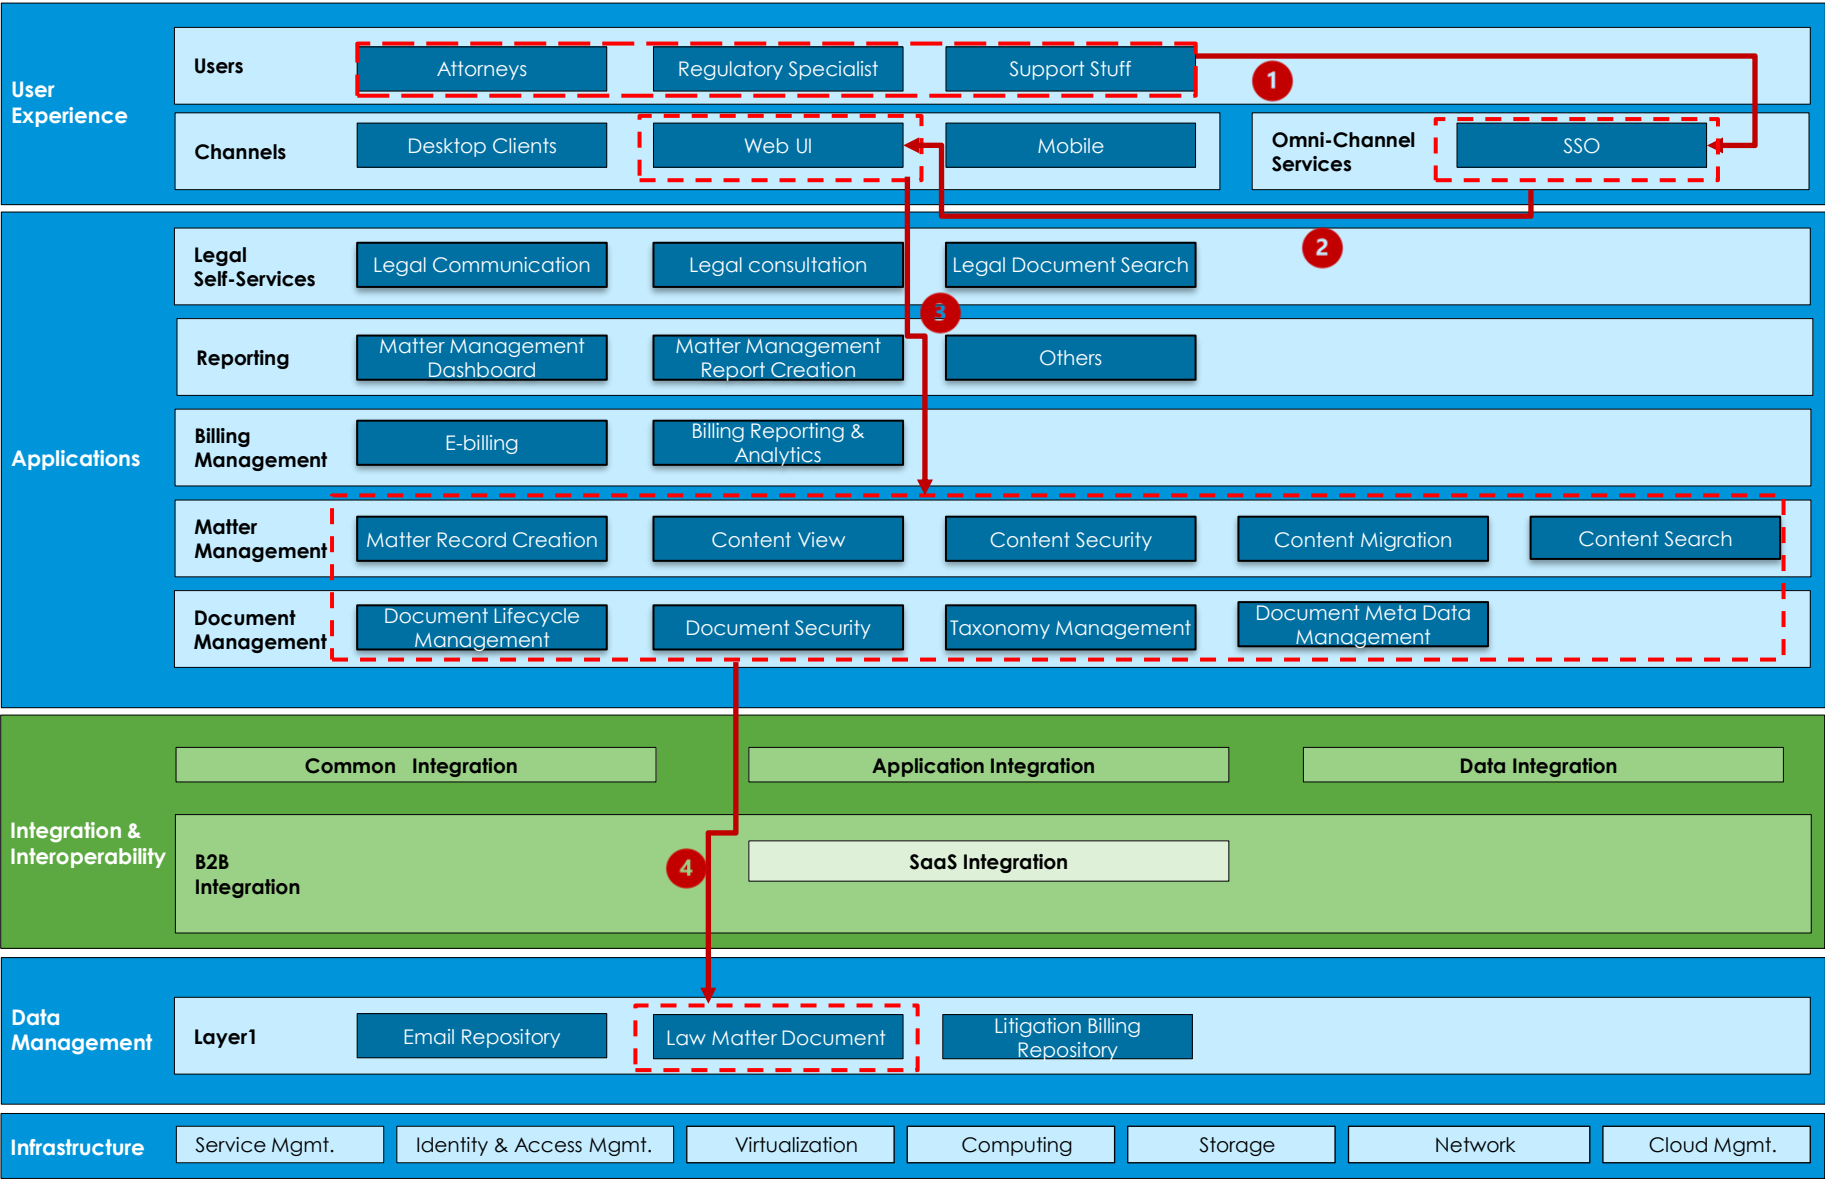 User
Experience
Users
Attorneys
Regulatory Specialist
Support Stuff
1
Channels
Desktop Clients
Web UI
Mobile
Omni-Channel
Services
SSO
2
Applications
Legal
Self-Services
Legal Communication
Legal consultation
Legal Document Search
3
Reporting
Matter Management
Dashboard
Matter Management
Report Creation
Others
Billing
Management
E-billing
Billing Reporting &
Analytics
Matter
Management
Matter Record Creation
Content View
Content Security
Content Migration
Content Search
Document
Management
Document Lifecycle
Management
Document Security
Taxonomy Management
Document Meta Data
Management
Integration &
Interoperability
Common Integration
Application Integration
Data Integration
B2B
Integration
4
SaaS Integration
Data
Management
Layer1
Email Repository
Law Matter Document
Litigation Billing
Repository
Infrastructure
Service Mgmt.
Identity & Access Mgmt.
Virtualization
Computing
Storage
Network
Cloud Mgmt.